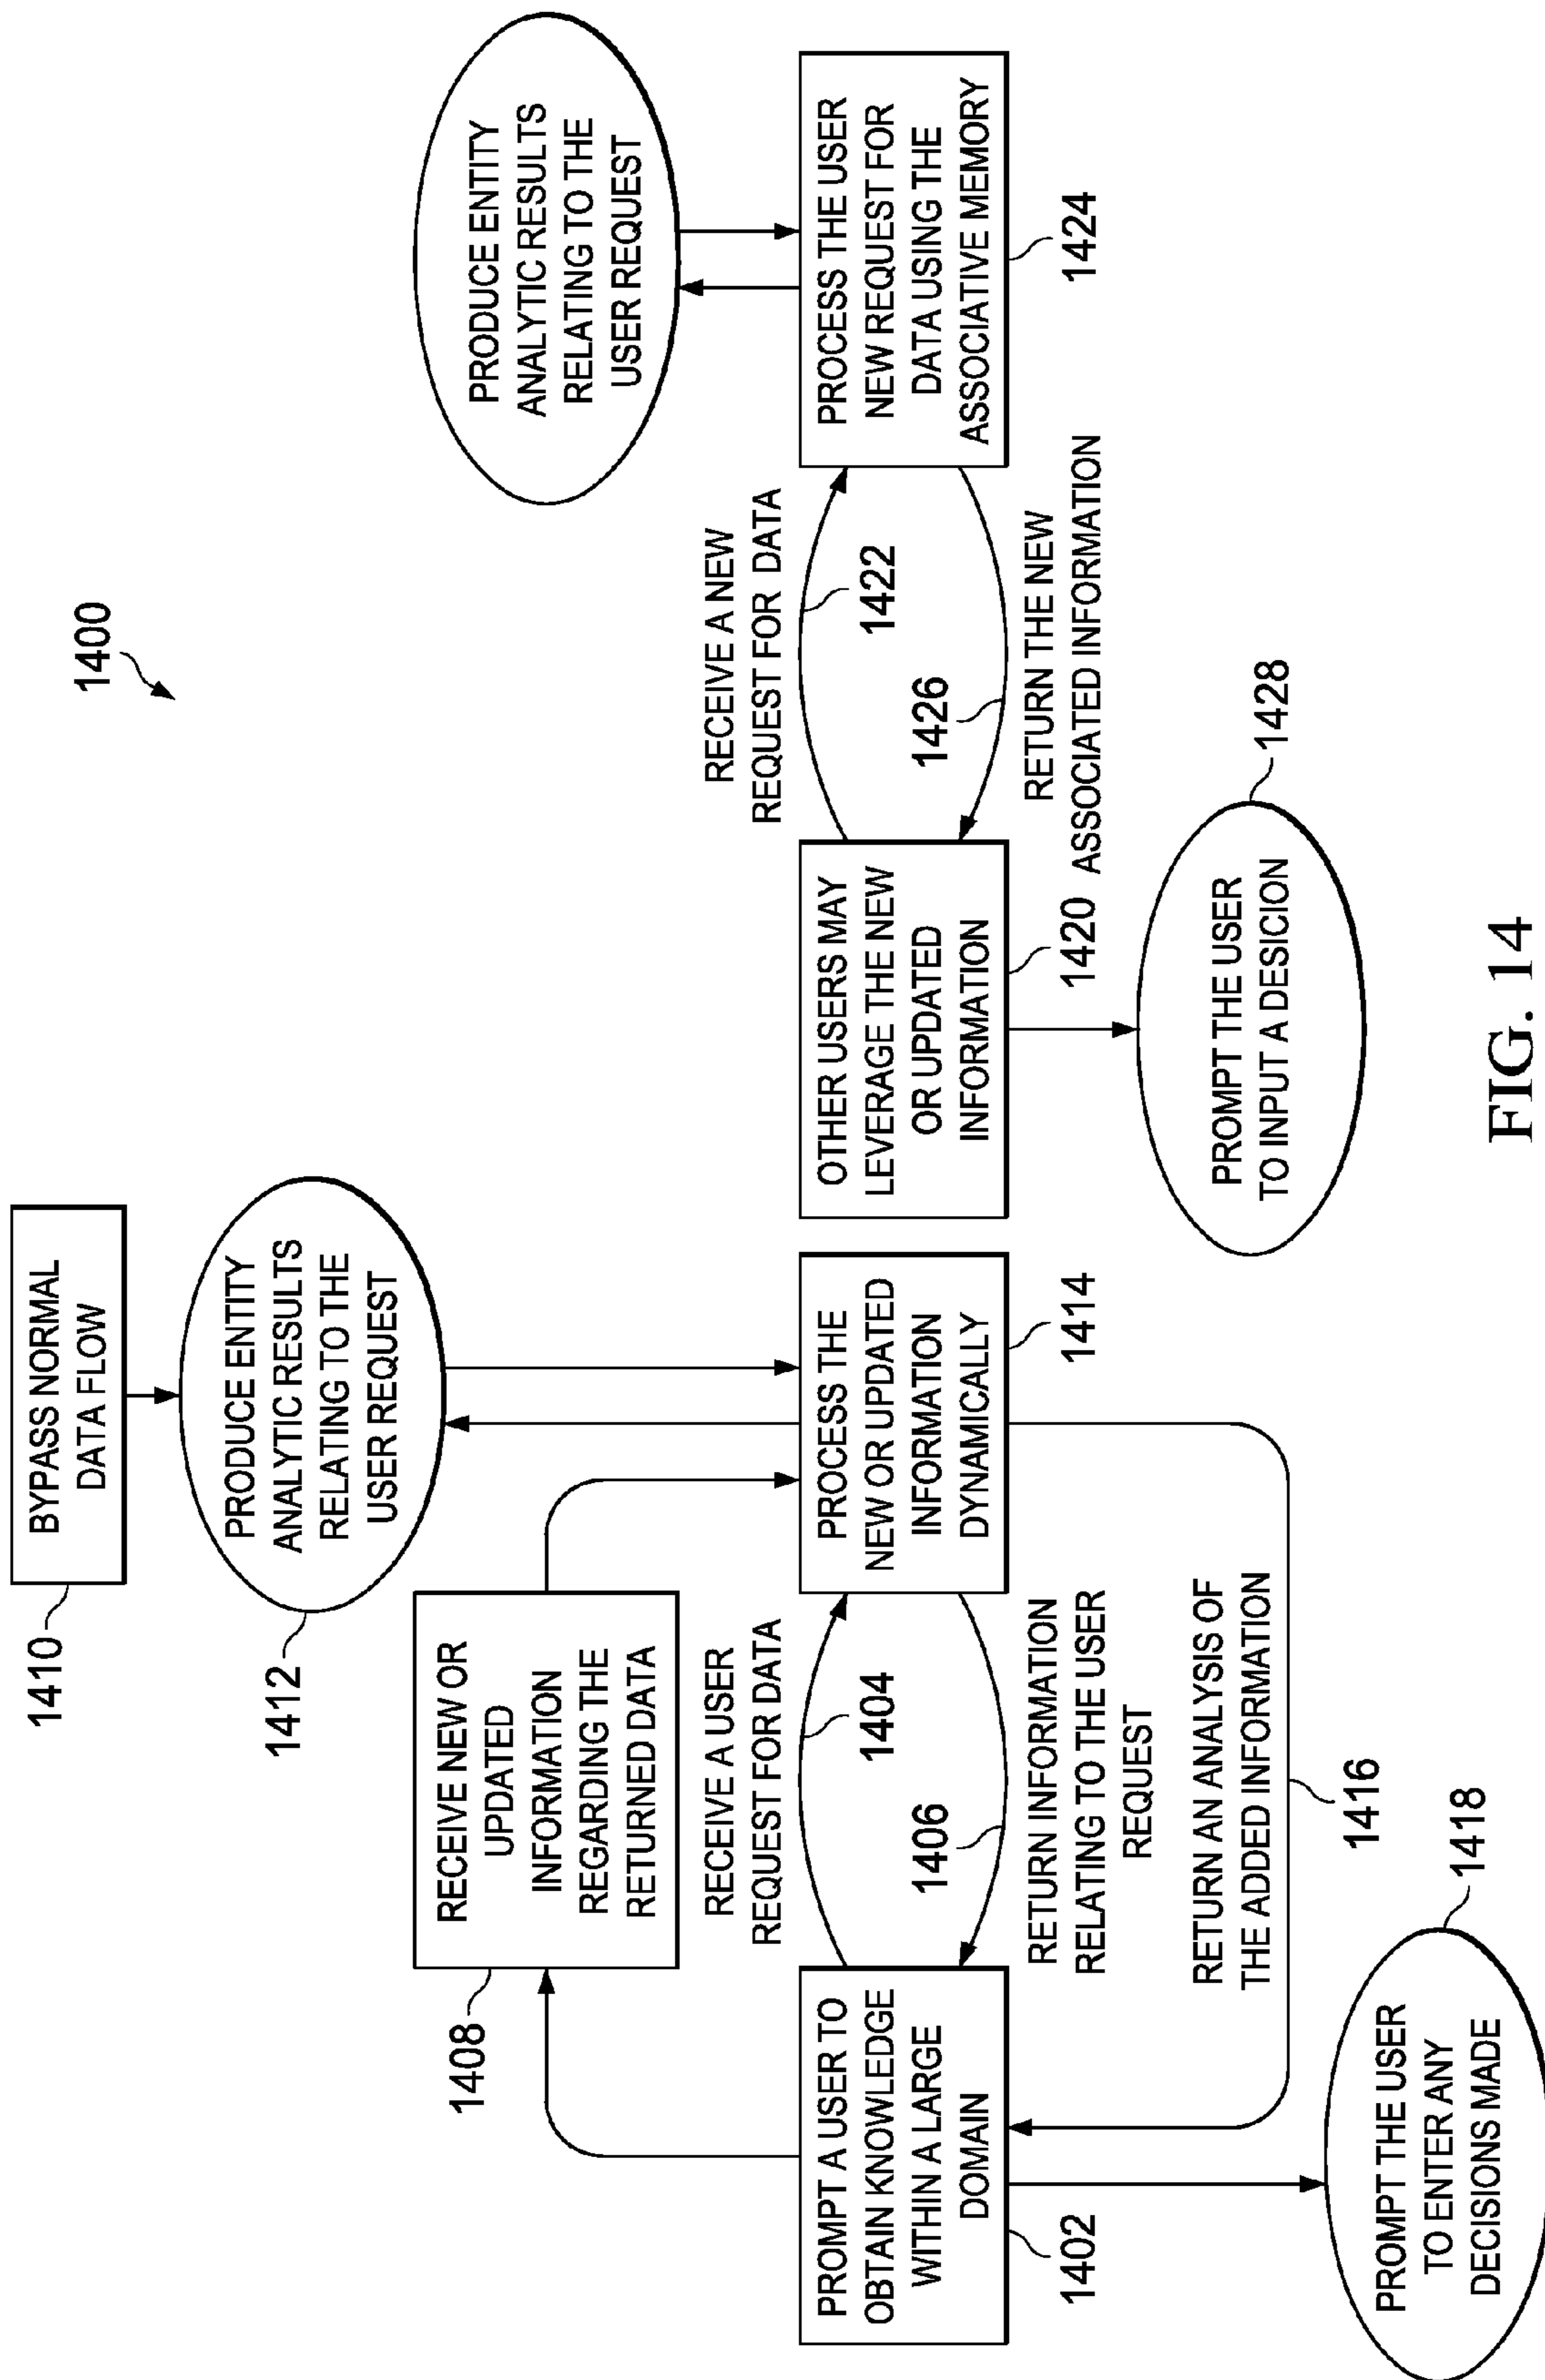 1400
1410
BYPASS NORMAL
DATA FLOW
1412
PRODUCE ENTITY
ANALYTIC RESULTS
RELATING TO THE
USER REQUEST
1408
RECEIVE NEW OR
UPDATED
INFORMATION
REGARDING THE
RETURNED DATA
RECEIVE A USER
REQUEST FOR DATA
1404
PROMPT A USER TO
OBTAIN KNOWLEDGE
WITHIN A LARGE
DOMAIN
1402
1406
RETURN INFORMATION
RELATING TO THE USER
REQUEST
PROCESS THE
NEW OR UPDATED
INFORMATION
DYNAMICALLY
1414
RETURN AN ANALYSIS OF
THE ADDED INFORMATION
1416
PROMPT THE USER
TO ENTER ANY
DECISIONS MADE
1418
OTHER USERS MAY
LEVERAGE THE NEW
OR UPDATED
INFORMATION
1420
RECEIVE A NEW
REQUEST FOR DATA
1422
1426
RETURN THE NEW
ASSOCIATED INFORMATION
PRODUCE ENTITY
ANALYTIC RESULTS
RELATING TO THE
USER REQUEST
PROCESS THE USER
NEW REQUEST FOR
DATA USING THE
ASSOCIATIVE MEMORY
1424
PROMPT THE USER
TO INPUT A DESICION
1428
FIG. 14